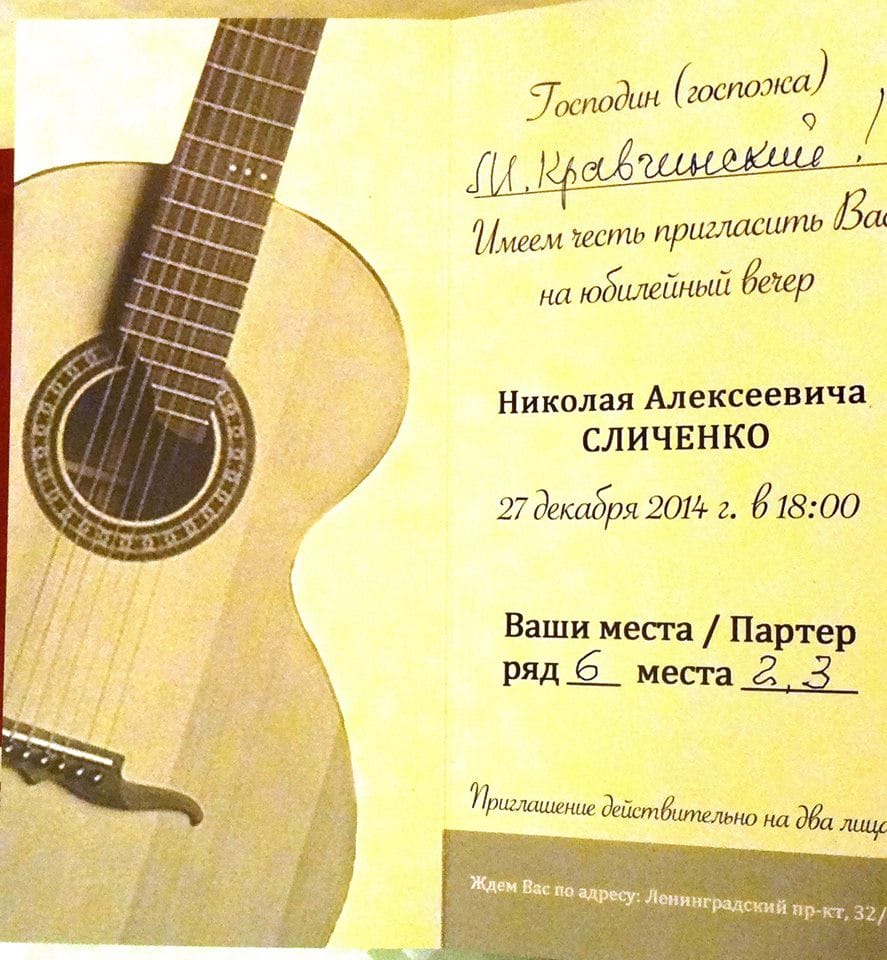 Господин (госпожа)
М. Кравчинский!
Имеем честь пригласить Вас
на юбилейный вечер
Николая Алексеевича
СЛИЧЕНКО
27 декабря 2014 г. в 18:00
Ваши места / Партер
ряд 6 места 2, 3
Приглашение действительно на два лица
Ждем Вас по адресу: Ленинградский пр-кт, 32/